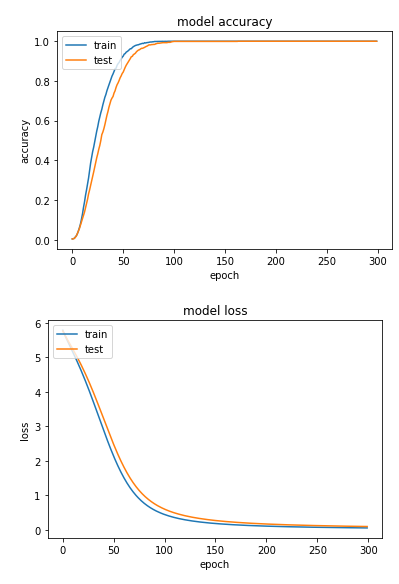 model accuracy
train
test
1.0
0.8
0.6
0.4
0.2
0.0
accuracy
0 50 100 150 200 250 300
epoch
model loss
train
test
6
5
4
3
2
1
0
loss
0 50 100 150 200 250 300
epoch